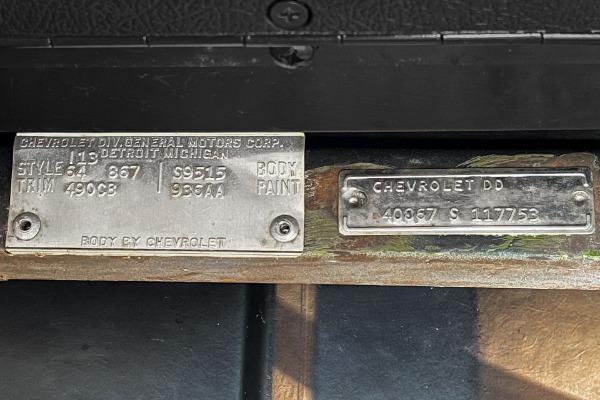 CHEVROLET DIV. GENERAL MOTORS CORP.
DETROIT MICHIGAN
I13
STYLE 64 867 S9515 BODY
TRIM 490CB 936AA PAINT
BODY BY CHEVROLET
CHEVROLET DD
40867 S 117753